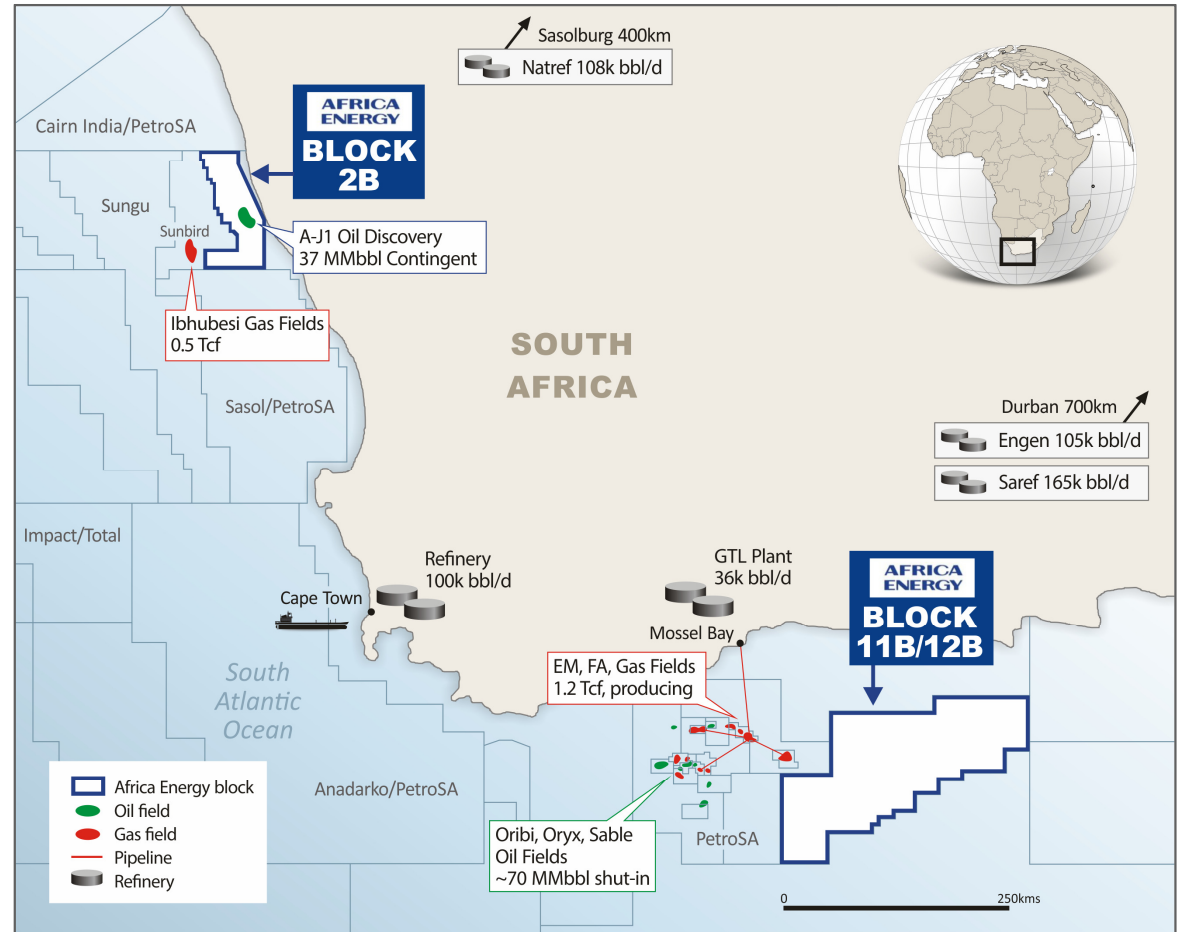 Sasolburg 400km
Natref 108k bbl/d
AFRICA
ENERGY
BLOCK
2B
Cairn India/PetroSA
Sungu
Sunbird
A-J1 Oil Discovery
37 MMbbl Contingent
Ibhubesi Gas Fields
0.5 Tcf
SOUTH
AFRICA
Sasol/PetroSA
Durban 700km
Engen 105k bbl/d
Saref 165k bbl/d
Impact/Total
Refinery
100k bbl/d
Cape Town
GTL Plant
36k bbl/d
Mossel Bay
AFRICA
ENERGY
BLOCK
11B/12B
EM, FA, Gas Fields
1.2 Tcf, producing
South
Atlantic
Ocean
Anadarko/PetroSA
Oribi, Oryx, Sable
Oil Fields
~70 MMbbl shut-in
PetroSA
Africa Energy block
Oil field
Gas field
Pipeline
Refinery
0
250kms